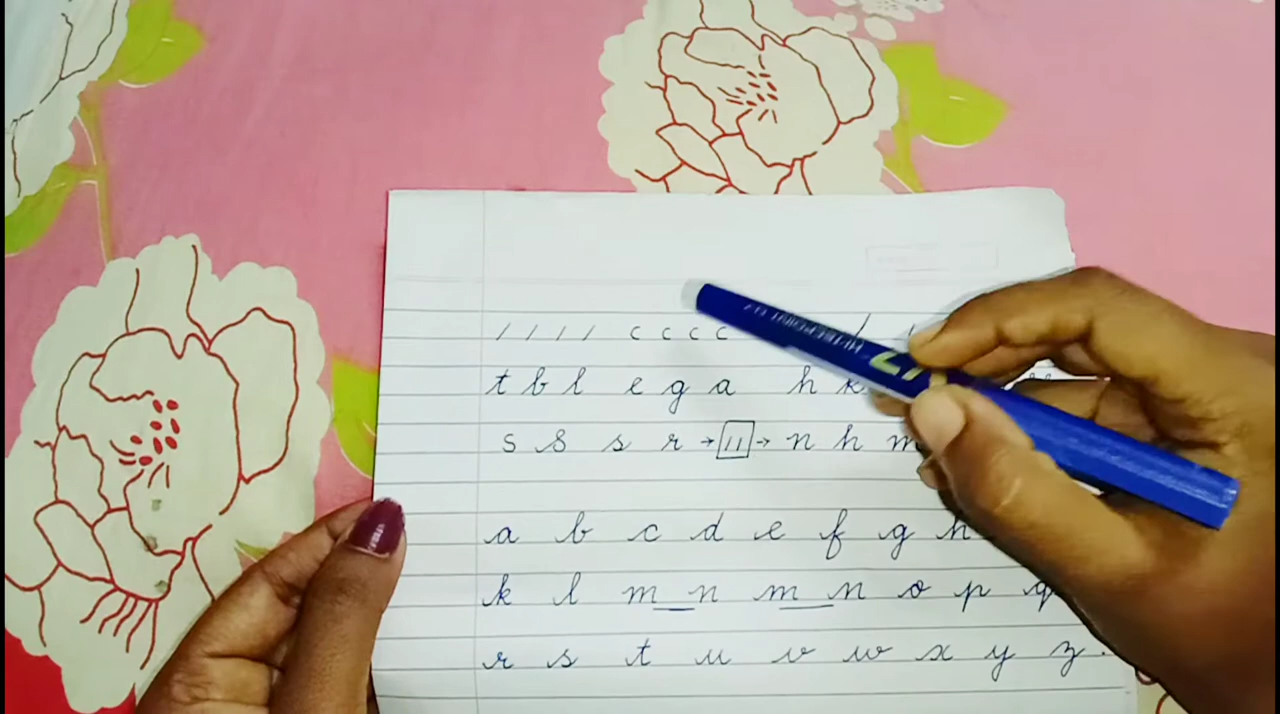 / / / / c c c c /
t b l e g a h k
s s s r → 11 → n h m
a b c d e f g h
k l m n m n o p q
r s t u v w x y z .